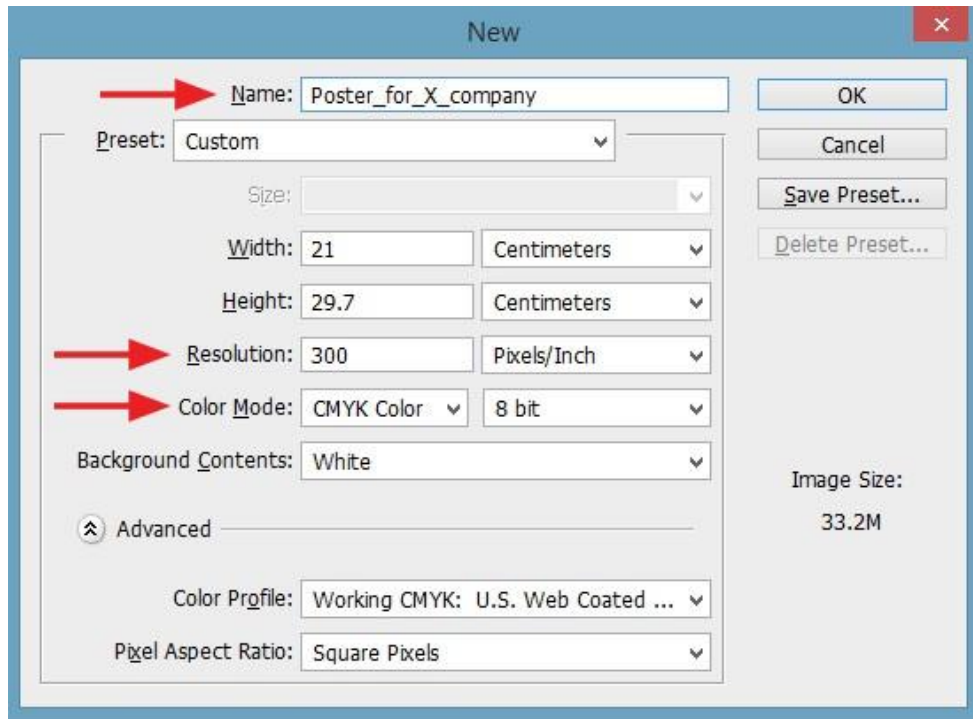 New
Name: Poster_for_X_company
OK
Preset: Custom
Cancel
Size:
Save Preset...
Width: 21 Centimeters
Delete Preset...
Height: 29.7 Centimeters
Resolution: 300 Pixels/Inch
Color Mode: CMYK Color 8 bit
Background Contents: White
Image Size:
33.2M
Advanced
Color Profile: Working CMYK: U.S. Web Coated ...
Pixel Aspect Ratio: Square Pixels